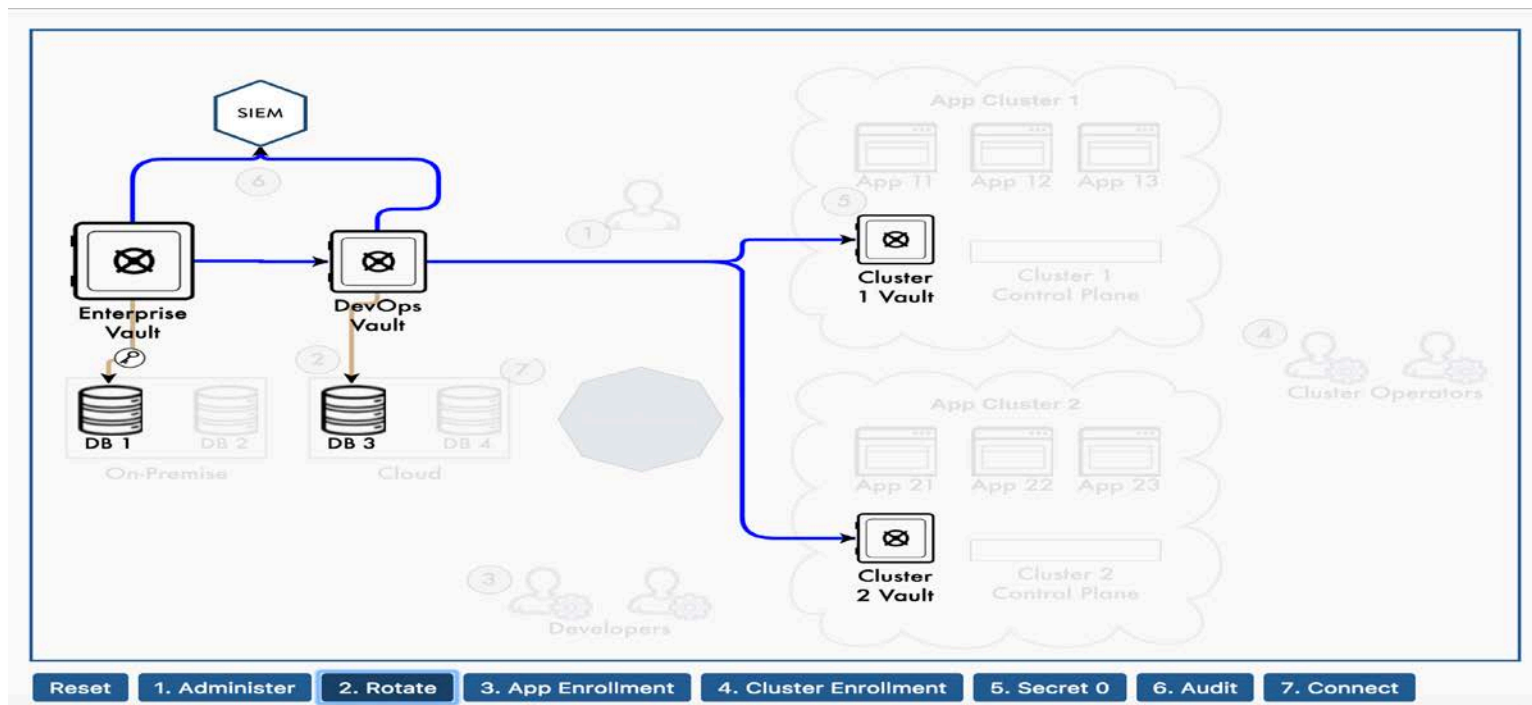 SIEM
6
App Cluster 1
App 11
App 12
App 13
5
1
Enterprise
Vault
DevOps
Vault
Cluster
1 Vault
Cluster 1
Control Plane
2
7
4
DB 1
DB 2
DB 3
DB 4
On-Premise
Cloud
Cluster Operators
App Cluster 2
App 21
App 22
App 23
Cluster
2 Vault
Cluster 2
Control Plane
3
Developers
Reset
1. Administer
2. Rotate
3. App Enrollment
4. Cluster Enrollment
5. Secret 0
6. Audit
7. Connect